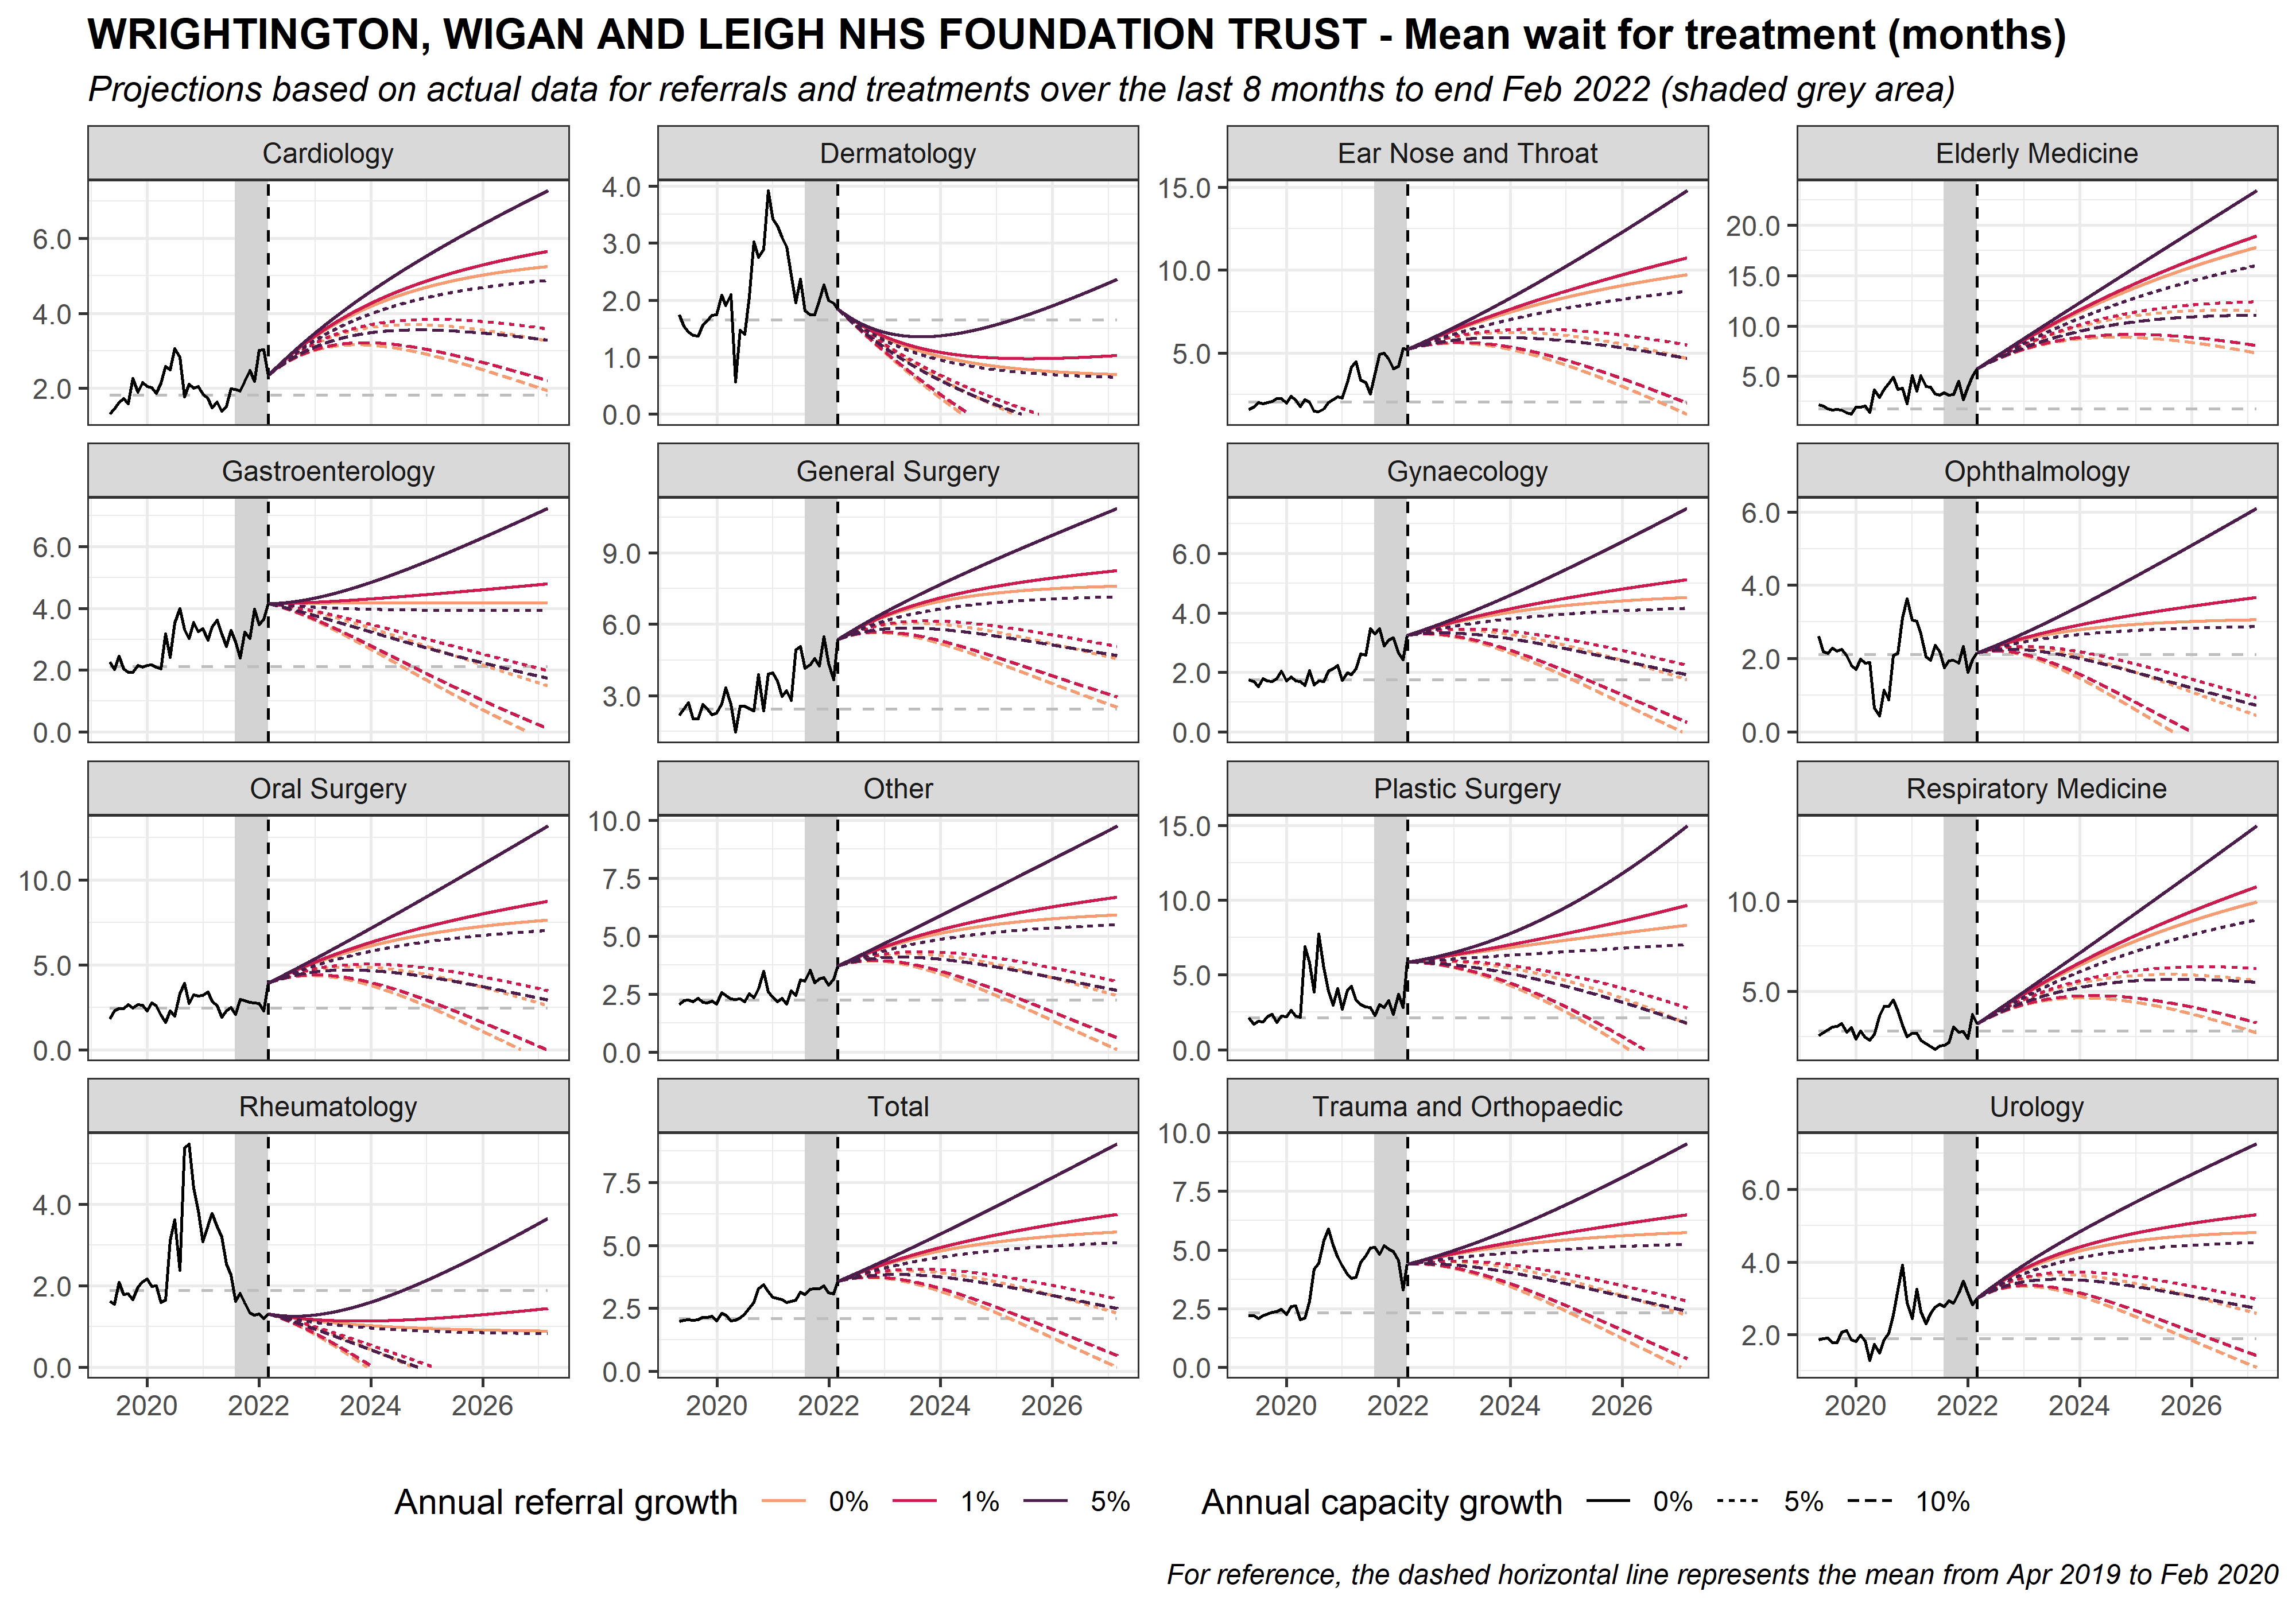 WRIGHTINGTON, WIGAN AND LEIGH NHS FOUNDATION TRUST - Mean wait for treatment (months)
Projections based on actual data for referrals and treatments over the last 8 months to end Feb 2022 (shaded grey area)
Cardiology
6.0
4.0
2.0
Dermatology
4.0
3.0
2.0
1.0
0.0
Ear Nose and Throat
15.0
10.0
5.0
Elderly Medicine
20.0
15.0
10.0
5.0
Gastroenterology
6.0
4.0
2.0
0.0
General Surgery
9.0
6.0
3.0
Gynaecology
6.0
4.0
2.0
0.0
Ophthalmology
6.0
4.0
2.0
0.0
Oral Surgery
10.0
5.0
0.0
Other
10.0
7.5
5.0
2.5
0.0
Plastic Surgery
15.0
10.0
5.0
0.0
Respiratory Medicine
10.0
5.0
Rheumatology
4.0
2.0
0.0
2020 2022 2024 2026
Total
7.5
5.0
2.5
0.0
2020 2022 2024 2026
Trauma and Orthopaedic
10.0
7.5
5.0
2.5
0.0
2020 2022 2024 2026
Urology
6.0
4.0
2.0
2020 2022 2024 2026
Annual referral growth 0% 1% 5%
Annual capacity growth 0% 5% 10%
For reference, the dashed horizontal line represents the mean from Apr 2019 to Feb 2020